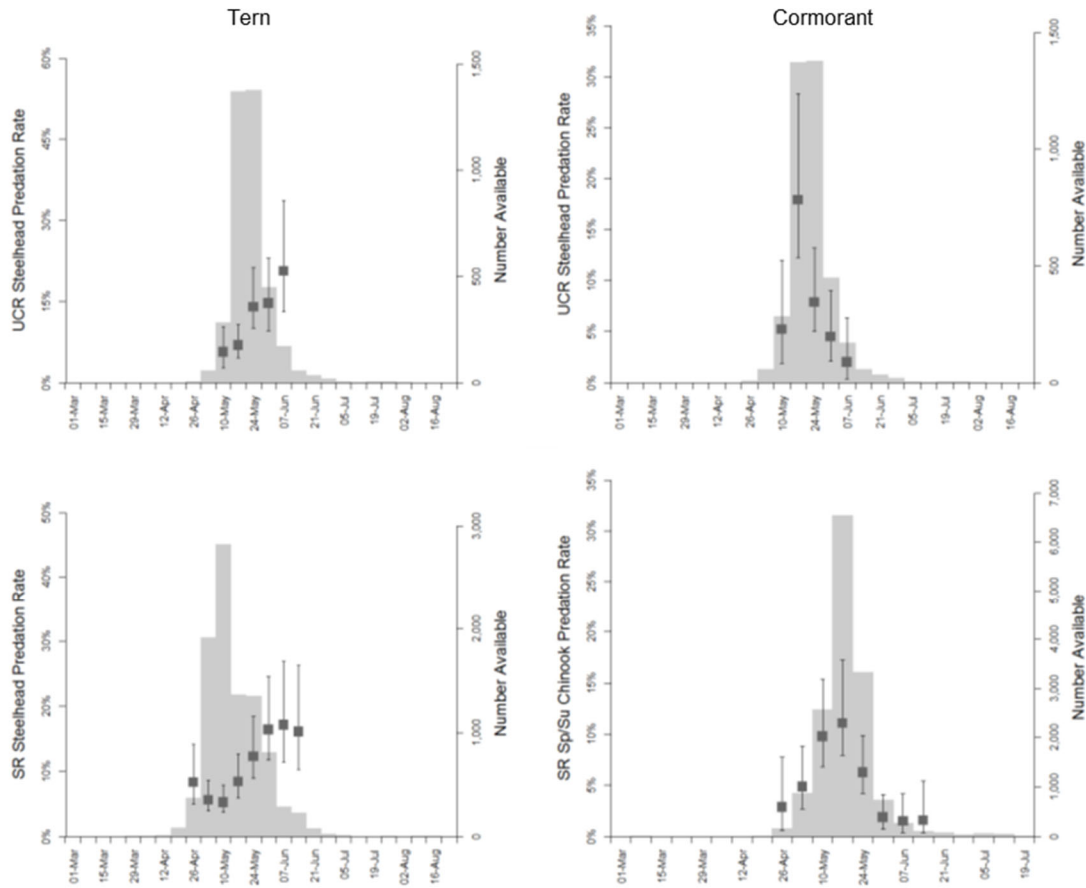 Tern
Cormorant
UCR Steelhead Predation Rate
60%
45%
30%
15%
0%
1,500
1,000
500
0
Number Available
01-Mar
15-Mar
29-Mar
12-Apr
26-Apr
10-May
24-May
07-Jun
21-Jun
05-Jul
19-Jul
02-Aug
16-Aug
UCR Steelhead Predation Rate
35%
30%
25%
20%
15%
10%
5%
0%
1,500
1,000
500
0
Number Available
01-Mar
15-Mar
29-Mar
12-Apr
26-Apr
10-May
24-May
07-Jun
21-Jun
05-Jul
19-Jul
02-Aug
16-Aug
SR Steelhead Predation Rate
50%
40%
30%
20%
10%
0%
3,000
2,000
1,000
0
Number Available
01-Mar
15-Mar
29-Mar
12-Apr
26-Apr
10-May
24-May
07-Jun
21-Jun
05-Jul
19-Jul
02-Aug
16-Aug
SR Sp/Su Chinook Predation Rate
35%
30%
25%
20%
15%
10%
5%
0%
7,000
6,000
5,000
4,000
3,000
2,000
1,000
0
Number Available
01-Mar
15-Mar
29-Mar
12-Apr
26-Apr
10-May
24-May
07-Jun
21-Jun
05-Jul
19-Jul